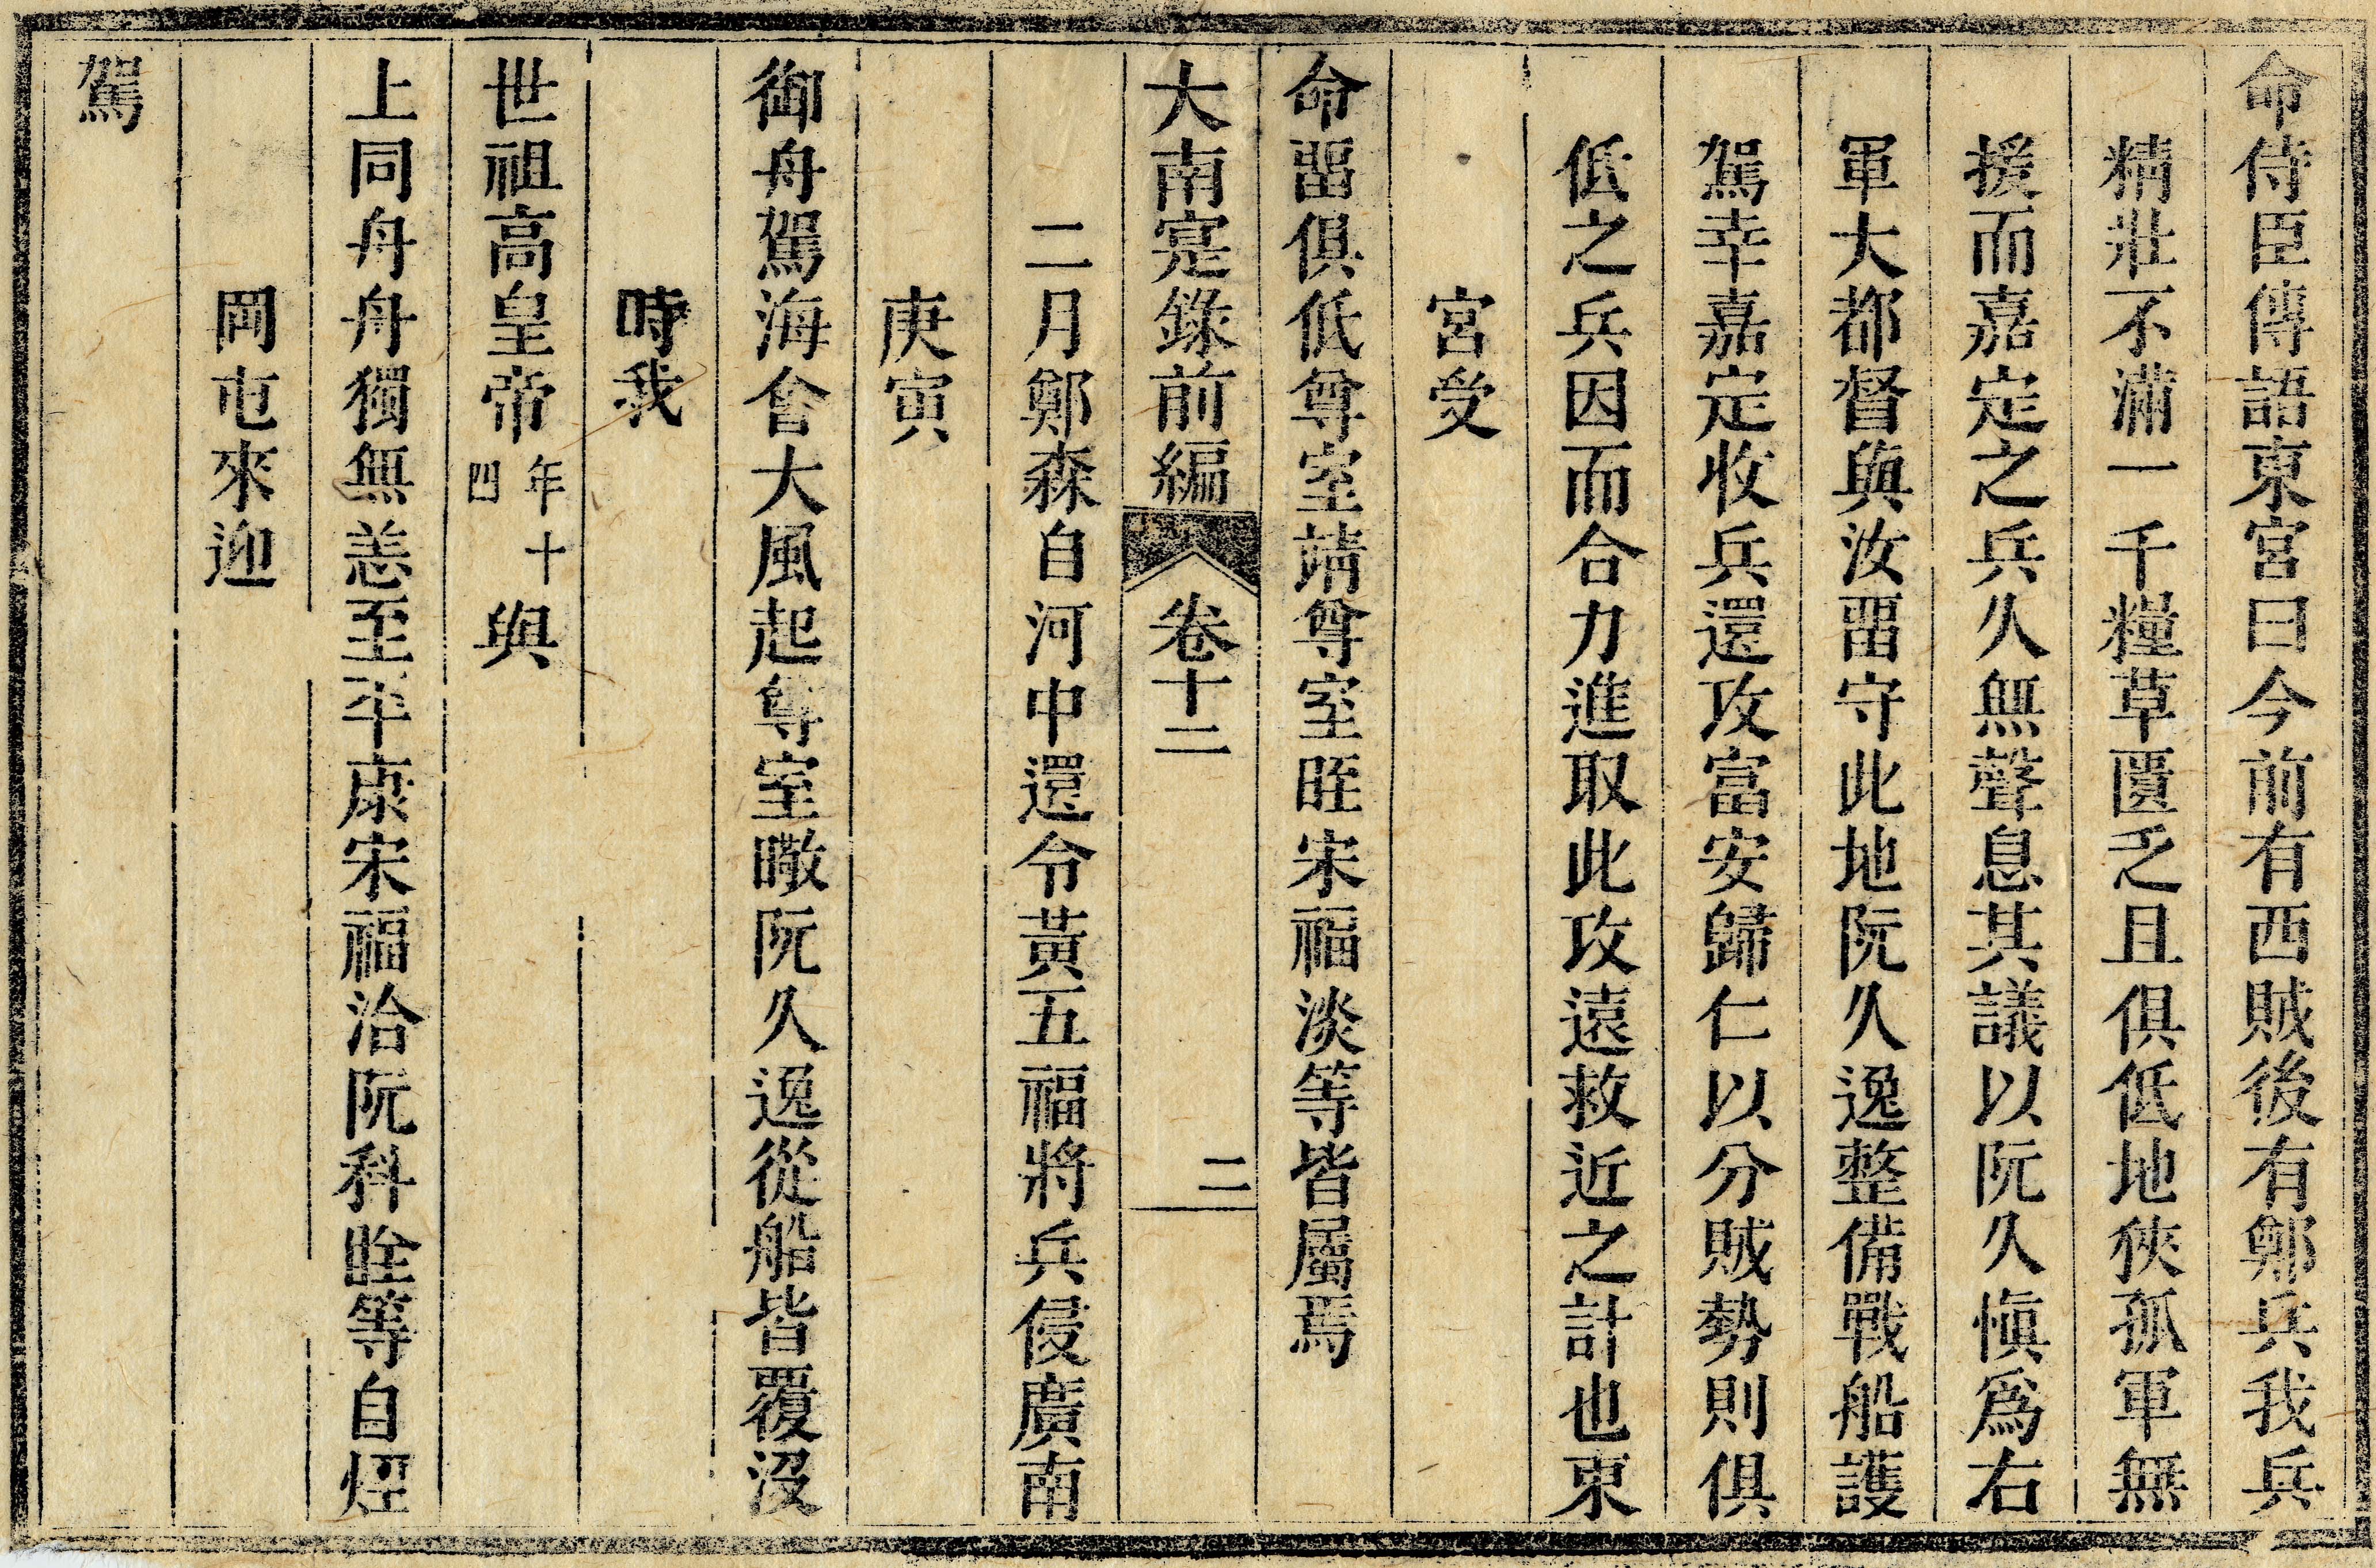 命侍臣傳語東宮曰今前有西賊後有鄭兵我兵
精壯不滿一千糧草匱乏且俱低地狹孤軍無
援而嘉定之兵久無聲息其議以阮久愼爲右
軍大都督與汝畱守此地阮久逸整備戰船護
駕幸嘉定收兵還攻富安歸仁以分賊勢則俱
低之兵因而合力進取此攻遠救近之計也東
宮受
命畱俱低尊室靖尊室晊宋福淡等皆屬焉
大南寔錄前編 卷十二 二
二月鄭森自河中還令黃五福將兵侵廣南
庚寅
御舟駕海會大風起尊室㬚阮久逸從船皆覆没
時我
世祖高皇帝年十四與
上同舟舟獨無恙至平康宋福洽阮科等自烟
岡屯來迎
駕